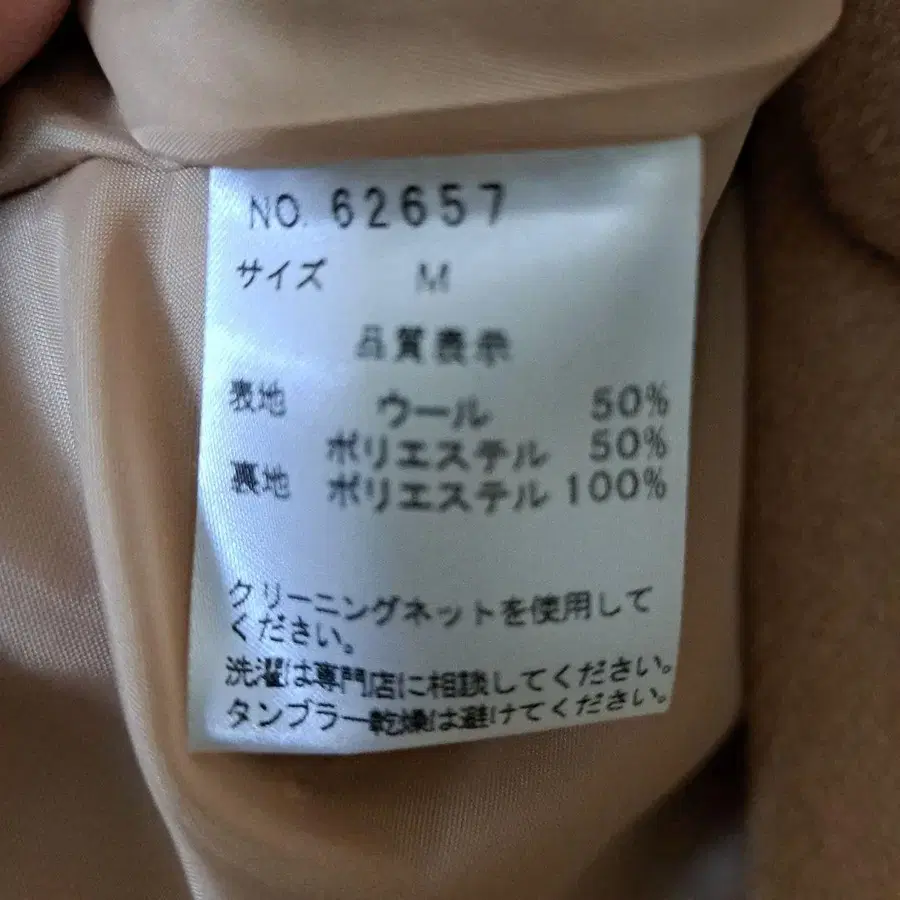 NO. 62657
サイズ M
品質表示
表地 ウール 50%
ポリエステル 50%
裏地 ポリエステル 100%
クリーニングネットを使用して
ください。
洗濯は専門店に相談してください。
タンブラー乾燥は避けてください。